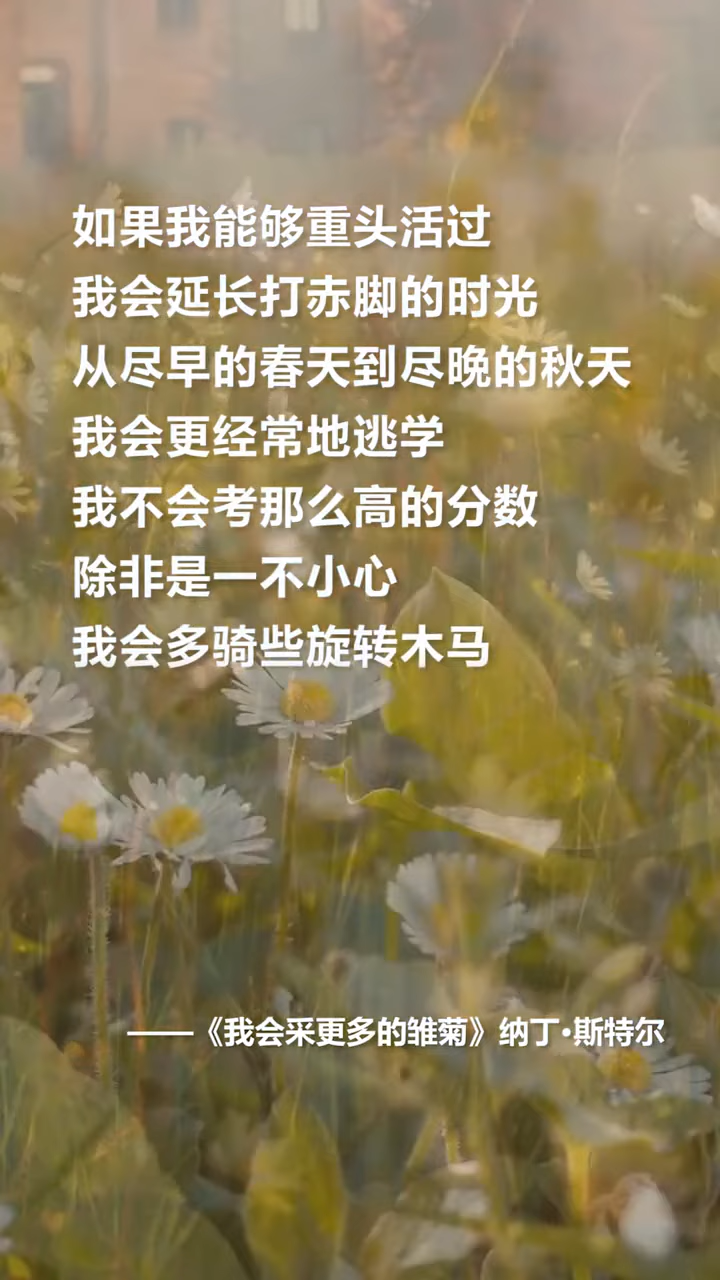 如果我能够重头活过
我会延长打赤脚的时光
从尽早的春天到尽晚的秋天
我会更经常地逃学
我不会考那么高的分数
除非是一不小心
我会多骑些旋转木马
——《我会采更多的雏菊》纳丁·斯特尔